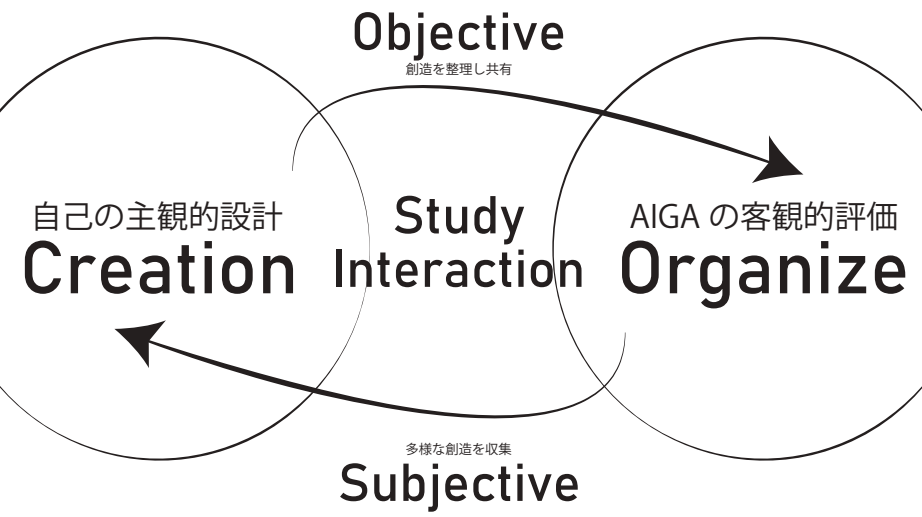 Objective
創造を整理し共有
自己の主観的設計
Creation
Study
Interaction
AIGA の客観的評価
Organize
多様な創造を収集
Subjective